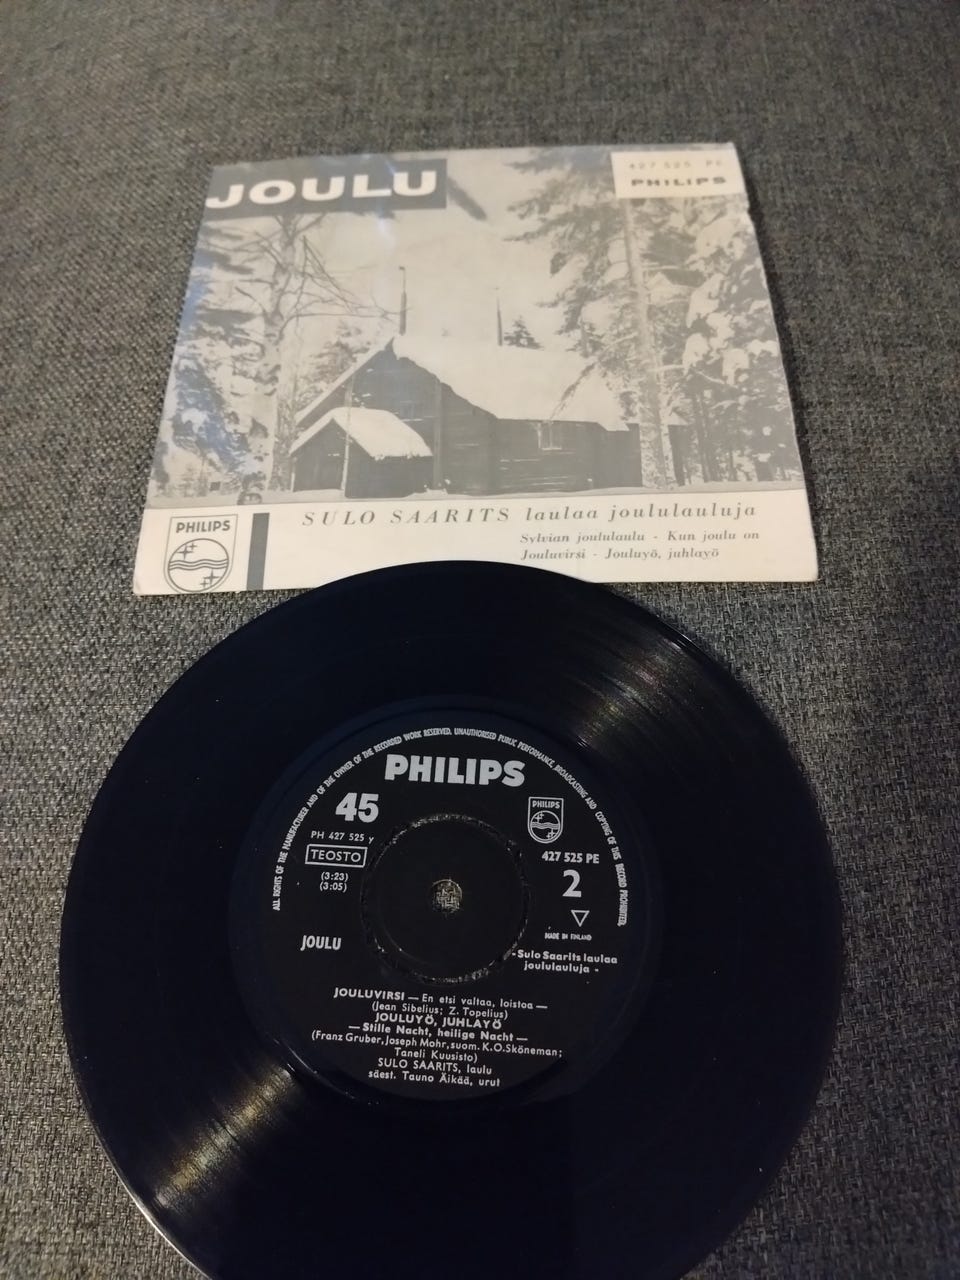 JOULU
427 525 PE
PHILIPS
SULO SAARITS laulaa joululauluja
Sylvian joululaulu - Kun joulu on
Jouluvirsi - Jouluyö, juhlayö
PHILIPS
ALL RIGHTS OF THE MANUFACTURER AND OF THE OWNER OF THE RECORDED WORK RESERVED. UNAUTHORISED PUBLIC PERFORMANCE, BROADCASTING AND COPYING OF THIS RECORD PROHIBITED.
PHILIPS
45
PHILIPS
PH 427 525 y
TEOSTO
(3:23)
(3:05)
427 525 PE
2
MADE IN FINLAND
JOULU
-Sulo Saarits laulaa
joululauluja -
JOULUVIRSI — En etsi valtaa, loistoa —
(Jean Sibelius; Z. Topelius)
JOULUYÖ, JUHLAYÖ
— Stille Nacht, heilige Nacht —
(Franz Gruber, Joseph Mohr, suom. K.O.Sköneman;
Taneli Kuusisto)
SULO SAARITS, laulu
säest. Tauno Äikää, urut